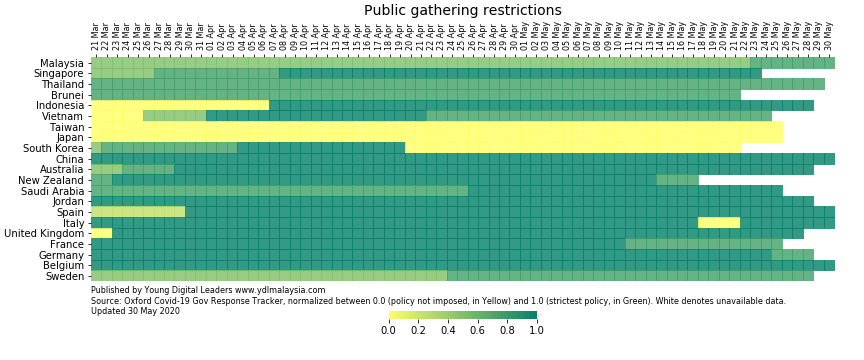 Public gathering restrictions
21 Mar 22 Mar 23 Mar 24 Mar 25 Mar 26 Mar 27 Mar 28 Mar 29 Mar 30 Mar 31 Mar 01 Apr 02 Apr 03 Apr 04 Apr 05 Apr 06 Apr 07 Apr 08 Apr 09 Apr 10 Apr 11 Apr 12 Apr 13 Apr 14 Apr 15 Apr 16 Apr 17 Apr 18 Apr 19 Apr 20 Apr 21 Apr 22 Apr 23 Apr 24 Apr 25 Apr 26 Apr 27 Apr 28 Apr 29 Apr 30 Apr 01 May 02 May 03 May 04 May 05 May 06 May 07 May 08 May 09 May 10 May 11 May 12 May 13 May 14 May 15 May 16 May 17 May 18 May 19 May 20 May 21 May 22 May 23 May 24 May 25 May 26 May 27 May 28 May 29 May 30 May
Malaysia
Singapore
Thailand
Brunei
Indonesia
Vietnam
Taiwan
Japan
South Korea
China
Australia
New Zealand
Saudi Arabia
Jordan
Spain
Italy
United Kingdom
France
Germany
Belgium
Sweden
Published by Young Digital Leaders www.ydlmalaysia.com
Source: Oxford Covid-19 Gov Response Tracker, normalized between 0.0 (policy not imposed, in Yellow) and 1.0 (strictest policy, in Green). White denotes unavailable data.
Updated 30 May 2020
0.0 0.2 0.4 0.6 0.8 1.0